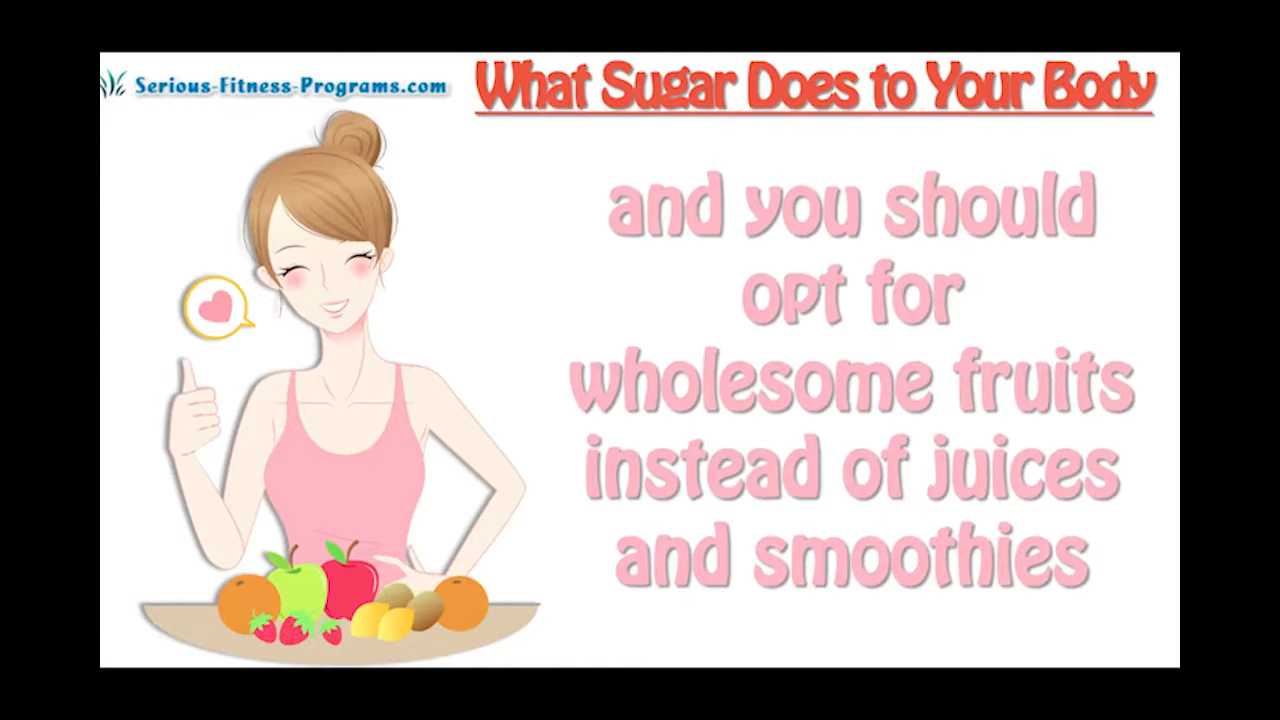 Serious-Fitness-Programs.com
What Sugar Does to Your Body
and you should
opt for
wholesome fruits
instead of juices
and smoothies